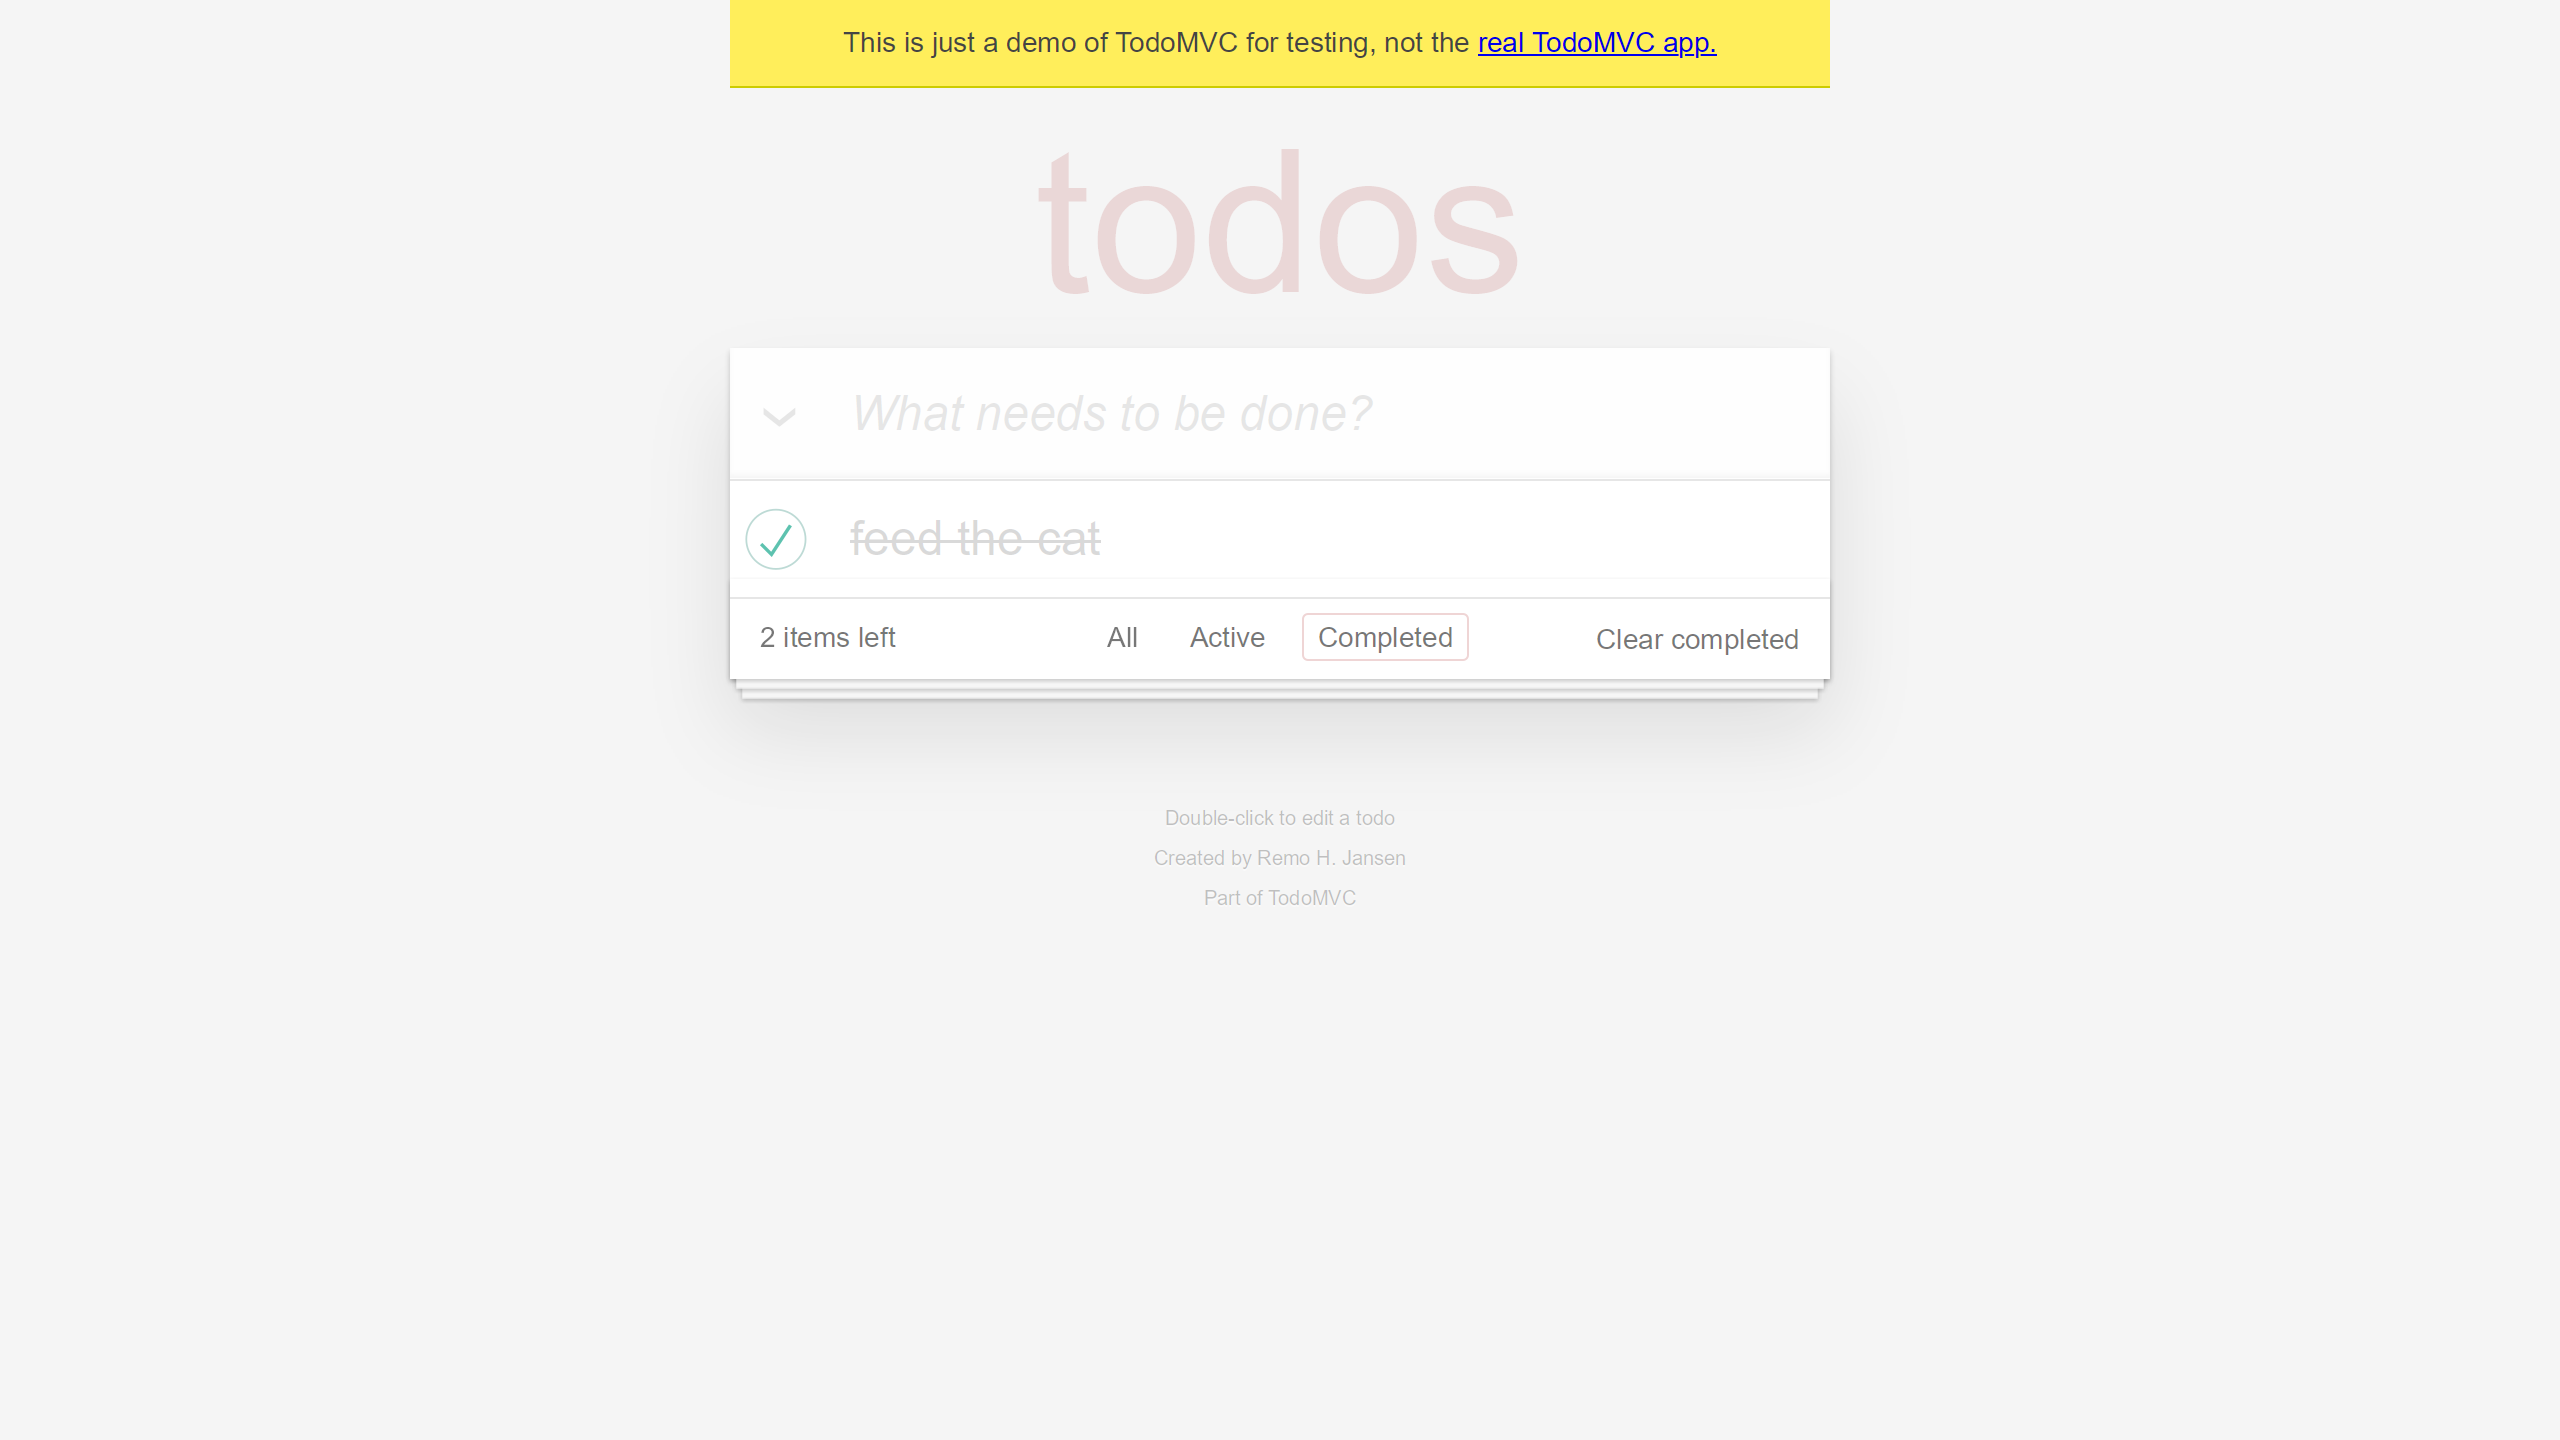 This is just a demo of TodoMVC for testing, not the real TodoMVC app.
todos
What needs to be done?
feed the cat
2 items left All Active Completed Clear completed
Double-click to edit a todo
Created by Remo H. Jansen
Part of TodoMVC